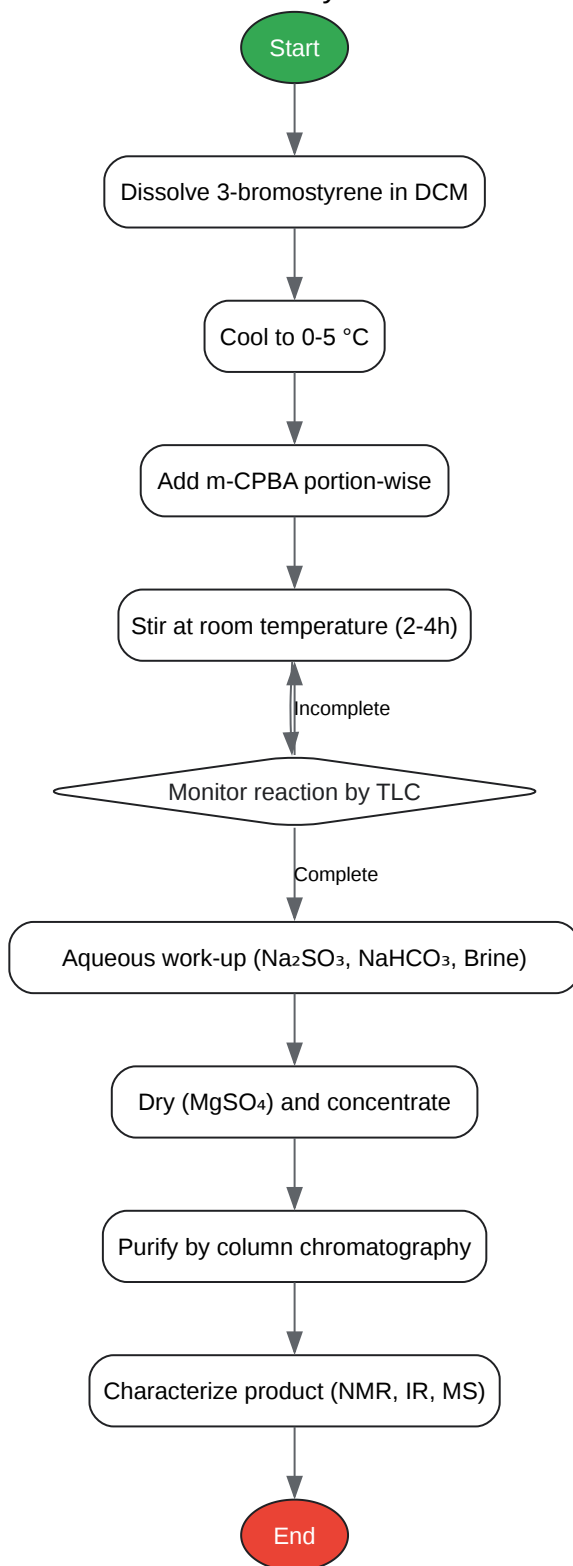 Start
Dissolve 3-bromostyrene in DCM
Cool to 0-5 °C
Add m-CPBA portion-wise
Stir at room temperature (2-4h)
Incomplete
Monitor reaction by TLC
Complete
Aqueous work-up (Na₂SO₃, NaHCO₃, Brine)
Dry (MgSO₄) and concentrate
Purify by column chromatography
Characterize product (NMR, IR, MS)
End